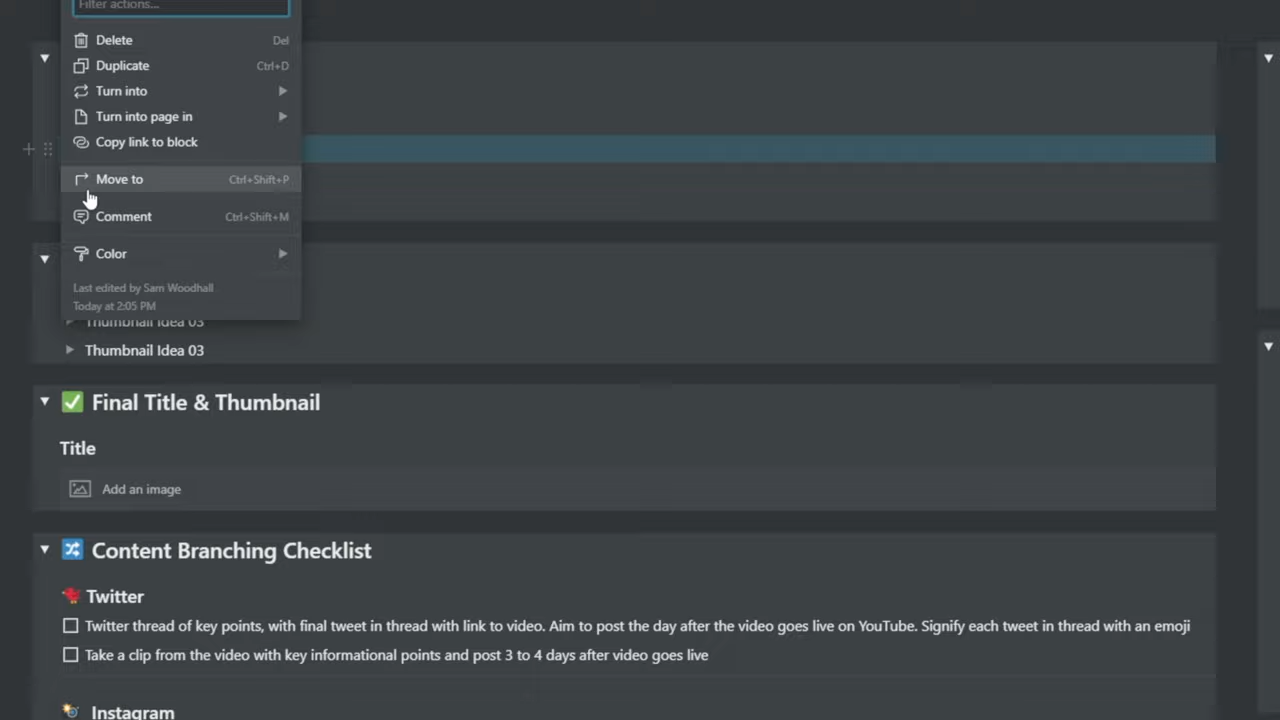 Filter actions...
Delete Del
Duplicate Ctrl+D
Turn into
Turn into page in
Copy link to block
Move to Ctrl+Shift+P
Comment Ctrl+Shift+M
Color
Last edited by Sam Woodhall
Today at 2:05 PM
Thumbnail Idea 03
Thumbnail Idea 03
Final Title & Thumbnail
Title
Add an image
Content Branching Checklist
Twitter
Twitter thread of key points, with final tweet in thread with link to video. Aim to post the day after the video goes live on YouTube. Signify each tweet in thread with an emoji
Take a clip from the video with key informational points and post 3 to 4 days after video goes live
Instagram